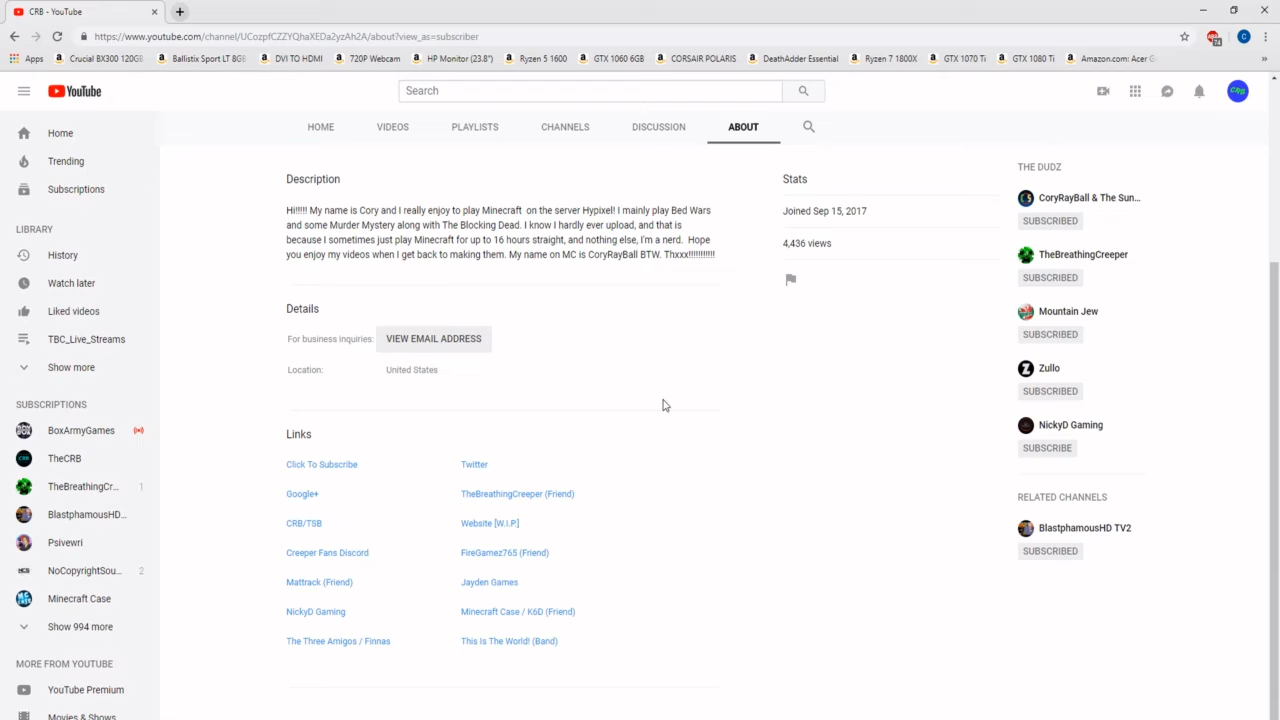 CRB - YouTube
https://www.youtube.com/channel/UCozpfCZZYQhaXEDa2yzAh2A/about?view_as=subscriber
74
C
Apps
Crucial BX300 120GB
Ballistix Sport LT 8GB
DVI TO HDMI
720P Webcam
HP Monitor (23.8")
Ryzen 5 1600
GTX 1060 6GB
CORSAIR POLARIS
DeathAdder Essential
Ryzen 7 1800X
GTX 1070 Ti
GTX 1080 Ti
Amazon.com: Acer G
YouTube
Search
CRB
HOME
VIDEOS
PLAYLISTS
CHANNELS
DISCUSSION
ABOUT
Home
Trending
Subscriptions
LIBRARY
History
Watch later
Liked videos
TBC_Live_Streams
Show more
SUBSCRIPTIONS
BoxArmyGames
TheCRB
TheBreathingCr... 1
BlastphamousHD...
Psivewri
NoCopyrightSou... 2
Minecraft Case
Show 994 more
MORE FROM YOUTUBE
YouTube Premium
Movies & Shows
Description
Hi!!!!! My name is Cory and I really enjoy to play Minecraft on the server Hypixel! I mainly play Bed Wars
and some Murder Mystery along with The Blocking Dead. I know I hardly ever upload, and that is
because I sometimes just play Minecraft for up to 16 hours straight, and nothing else, I'm a nerd. Hope
you enjoy my videos when I get back to making them. My name on MC is CoryRayBall BTW. Thxxx!!!!!!!!!!!
Details
For business inquiries: VIEW EMAIL ADDRESS
Location: United States
Links
Click To Subscribe
Twitter
Google+
TheBreathingCreeper (Friend)
CRB/TSB
Website [W.I.P.]
Creeper Fans Discord
FireGamez765 (Friend)
Mattrack (Friend)
Jayden Games
NickyD Gaming
Minecraft Case / K6D (Friend)
The Three Amigos / Finnas
This Is The World! (Band)
Stats
Joined Sep 15, 2017
4,436 views
THE DUDZ
CoryRayBall & The Sun...
SUBSCRIBED
TheBreathingCreeper
SUBSCRIBED
Mountain Jew
SUBSCRIBED
Zullo
SUBSCRIBED
NickyD Gaming
SUBSCRIBE
RELATED CHANNELS
BlastphamousHD TV2
SUBSCRIBED